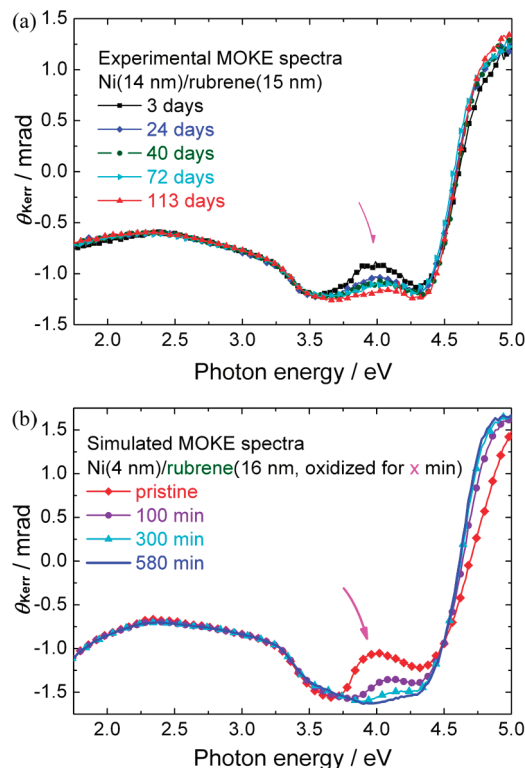 (a)
Experimental MOKE spectra
Ni(14 nm)/rubrene(15 nm)
3 days
24 days
40 days
72 days
113 days
1.5
1.0
0.5
0.0
-0.5
-1.0
-1.5
θKerr / mrad
2.0 2.5 3.0 3.5 4.0 4.5 5.0
Photon energy / eV
(b)
Simulated MOKE spectra
Ni(4 nm)/rubrene(16 nm, oxidized for x min)
pristine
100 min
300 min
580 min
1.5
1.0
0.5
0.0
-0.5
-1.0
-1.5
θKerr / mrad
2.0 2.5 3.0 3.5 4.0 4.5 5.0
Photon energy / eV